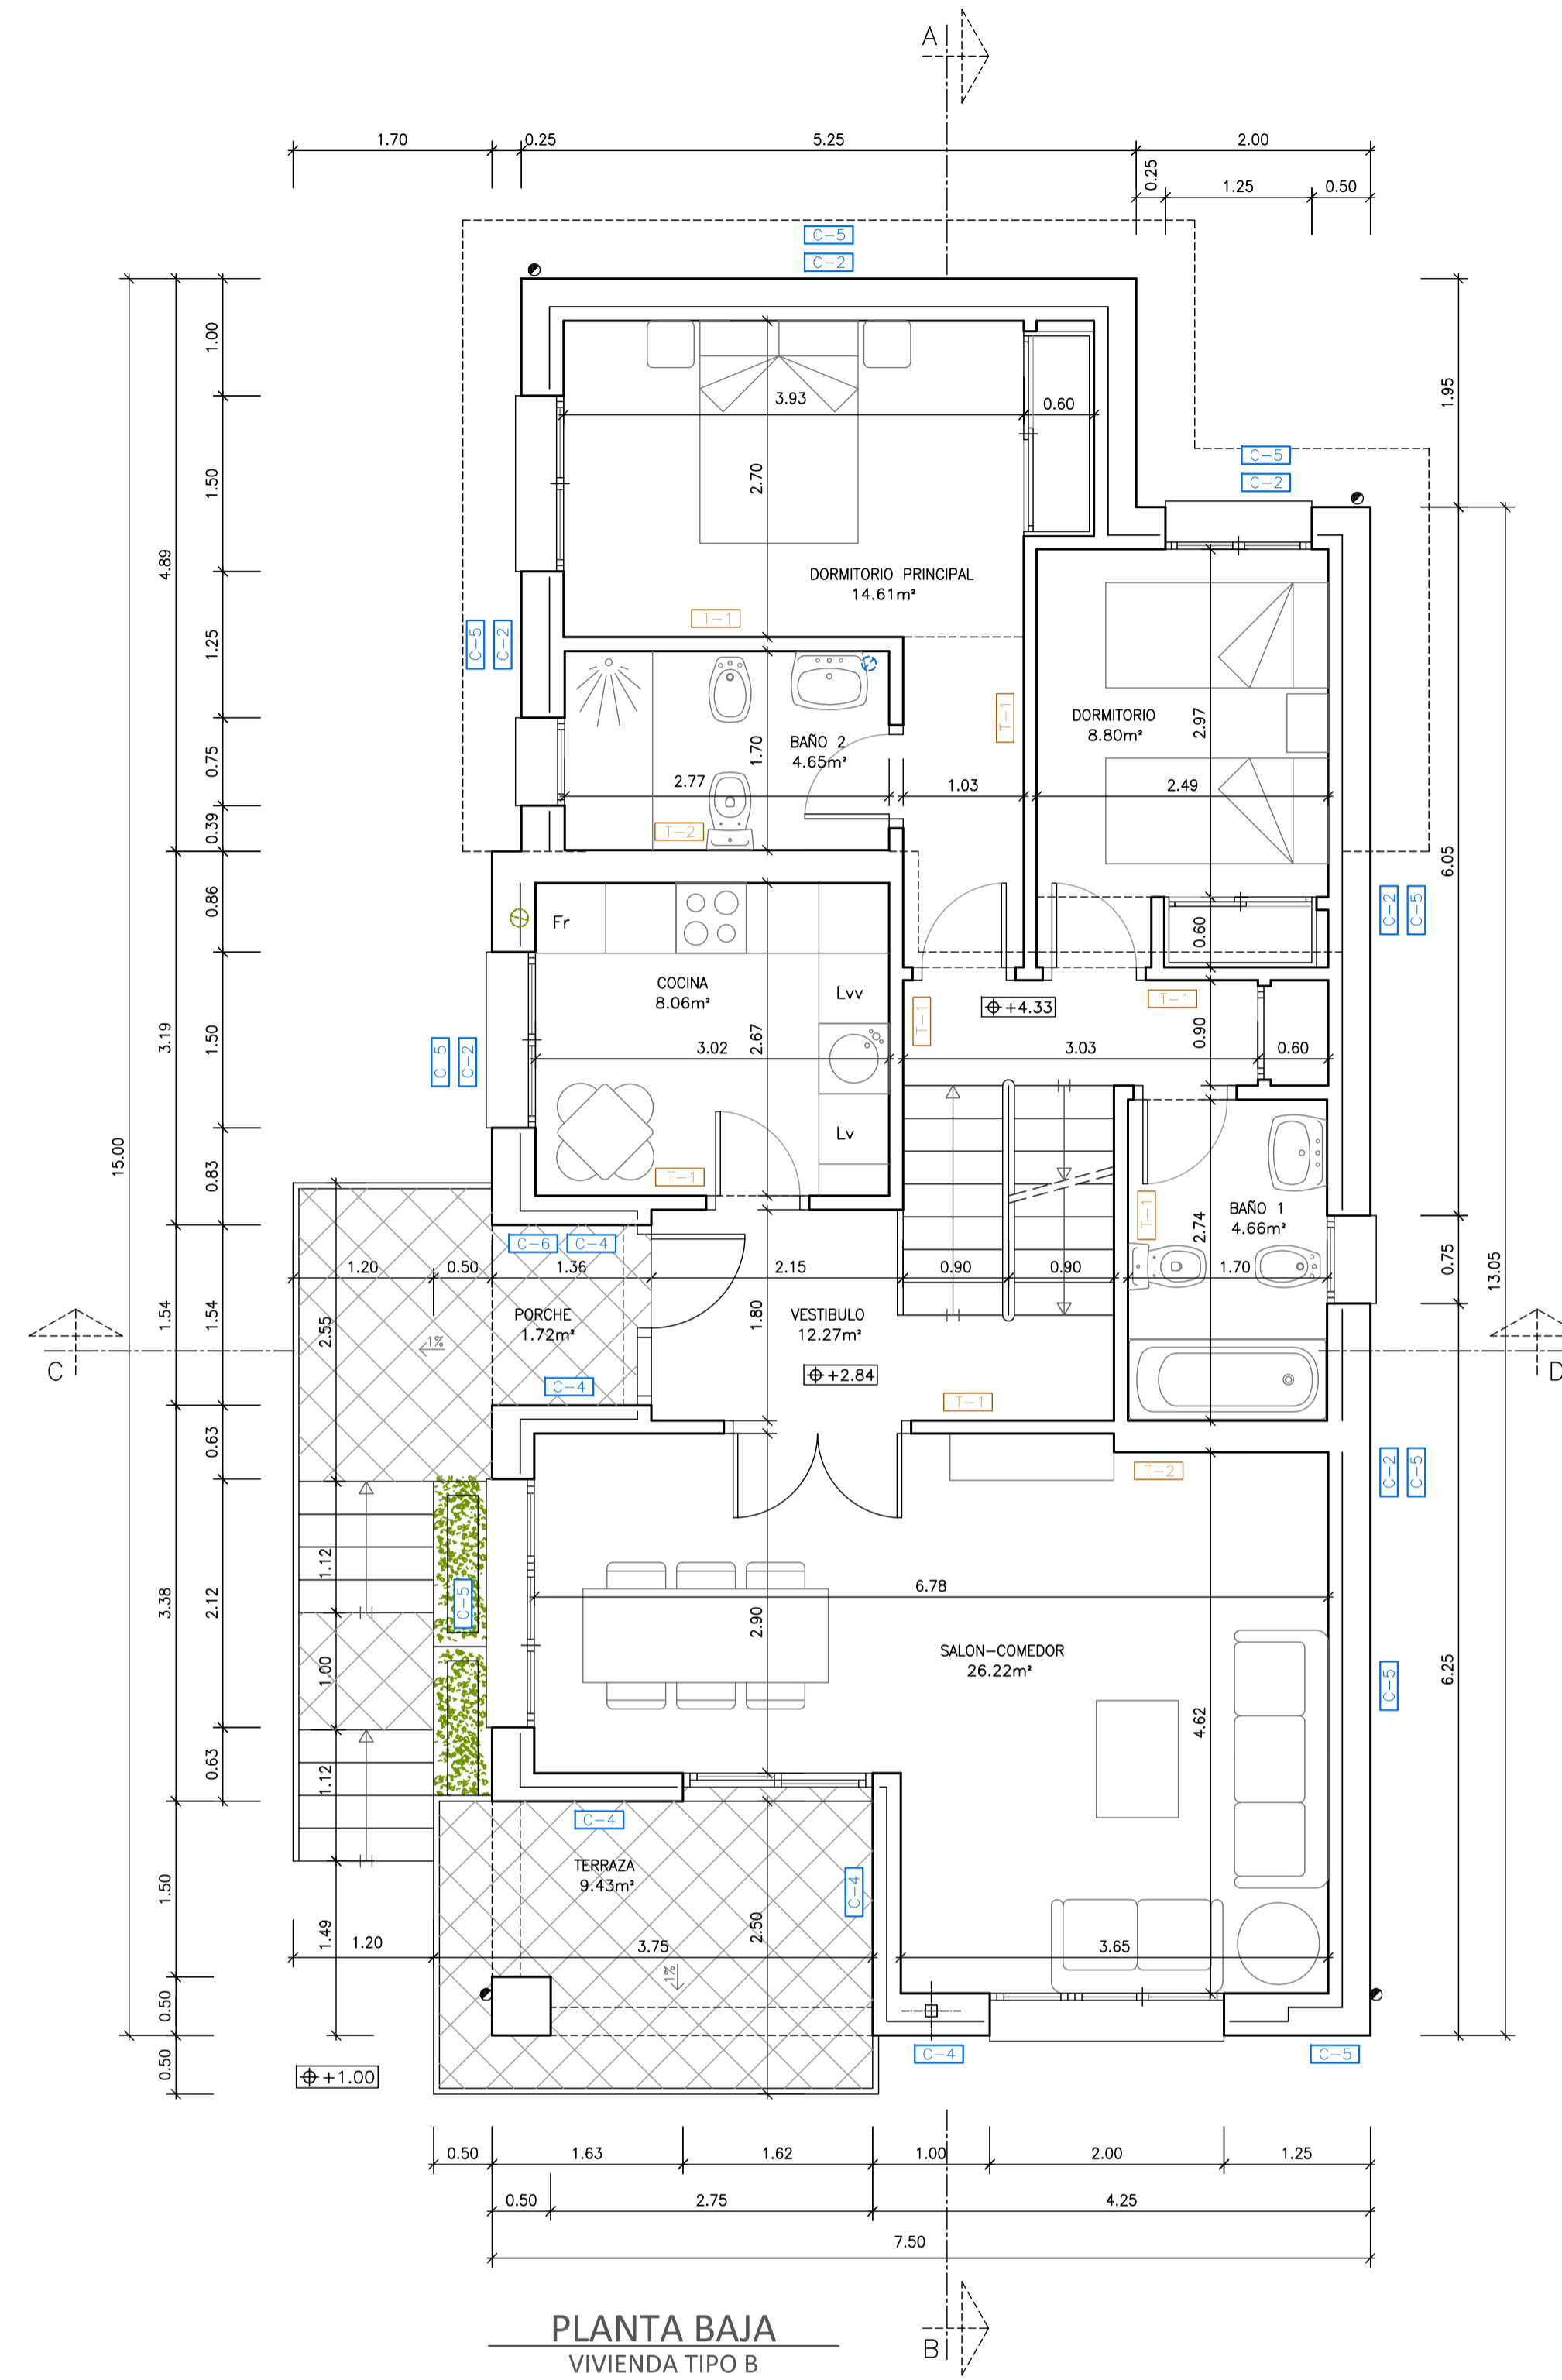 A
1.70
0.25
5.25
2.00
0.25
1.25
0.50
C-5
C-2
1.00
1.95
3.93
0.60
C-5
C-2
1.50
2.70
4.89
DORMITORIO PRINCIPAL
14.61m²
T-1
C-5
C-2
1.25
T-1
DORMITORIO
8.80m²
2.97
BAÑO 2
4.65m²
1.70
0.75
2.77
1.03
2.49
T-2
0.39
6.05
0.86
Fr
C-2
C-5
0.60
COCINA
8.06m²
Lvv
T-1
+4.33
T-1
3.19
1.50
C-5
C-2
3.02
2.67
3.03
0.90
0.60
Lv
15.00
0.83
T-1
T-1
BAÑO 1
4.66m²
2.74
C-6
C-4
1.20
0.50
1.36
2.15
0.90
0.90
1.70
0.75
13.05
1.54
1.54
2.55
PORCHE
1.72m²
1%
1.80
VESTIBULO
12.27m²
C
D
+2.84
C-4
T-1
0.63
T-2
C-2
C-5
1.12
C-5
3.38
2.12
6.78
2.90
SALON-COMEDOR
26.22m²
1.00
C-5
6.25
4.62
0.63
1.12
C-4
TERRAZA
9.43m²
C-4
1.50
1.49
1.20
3.75
2.50
3.65
1%
0.50
0.50
+1.00
C-4
C-5
0.50
1.63
1.62
1.00
2.00
1.25
0.50
2.75
4.25
7.50
PLANTA BAJA
B
VIVIENDA TIPO B